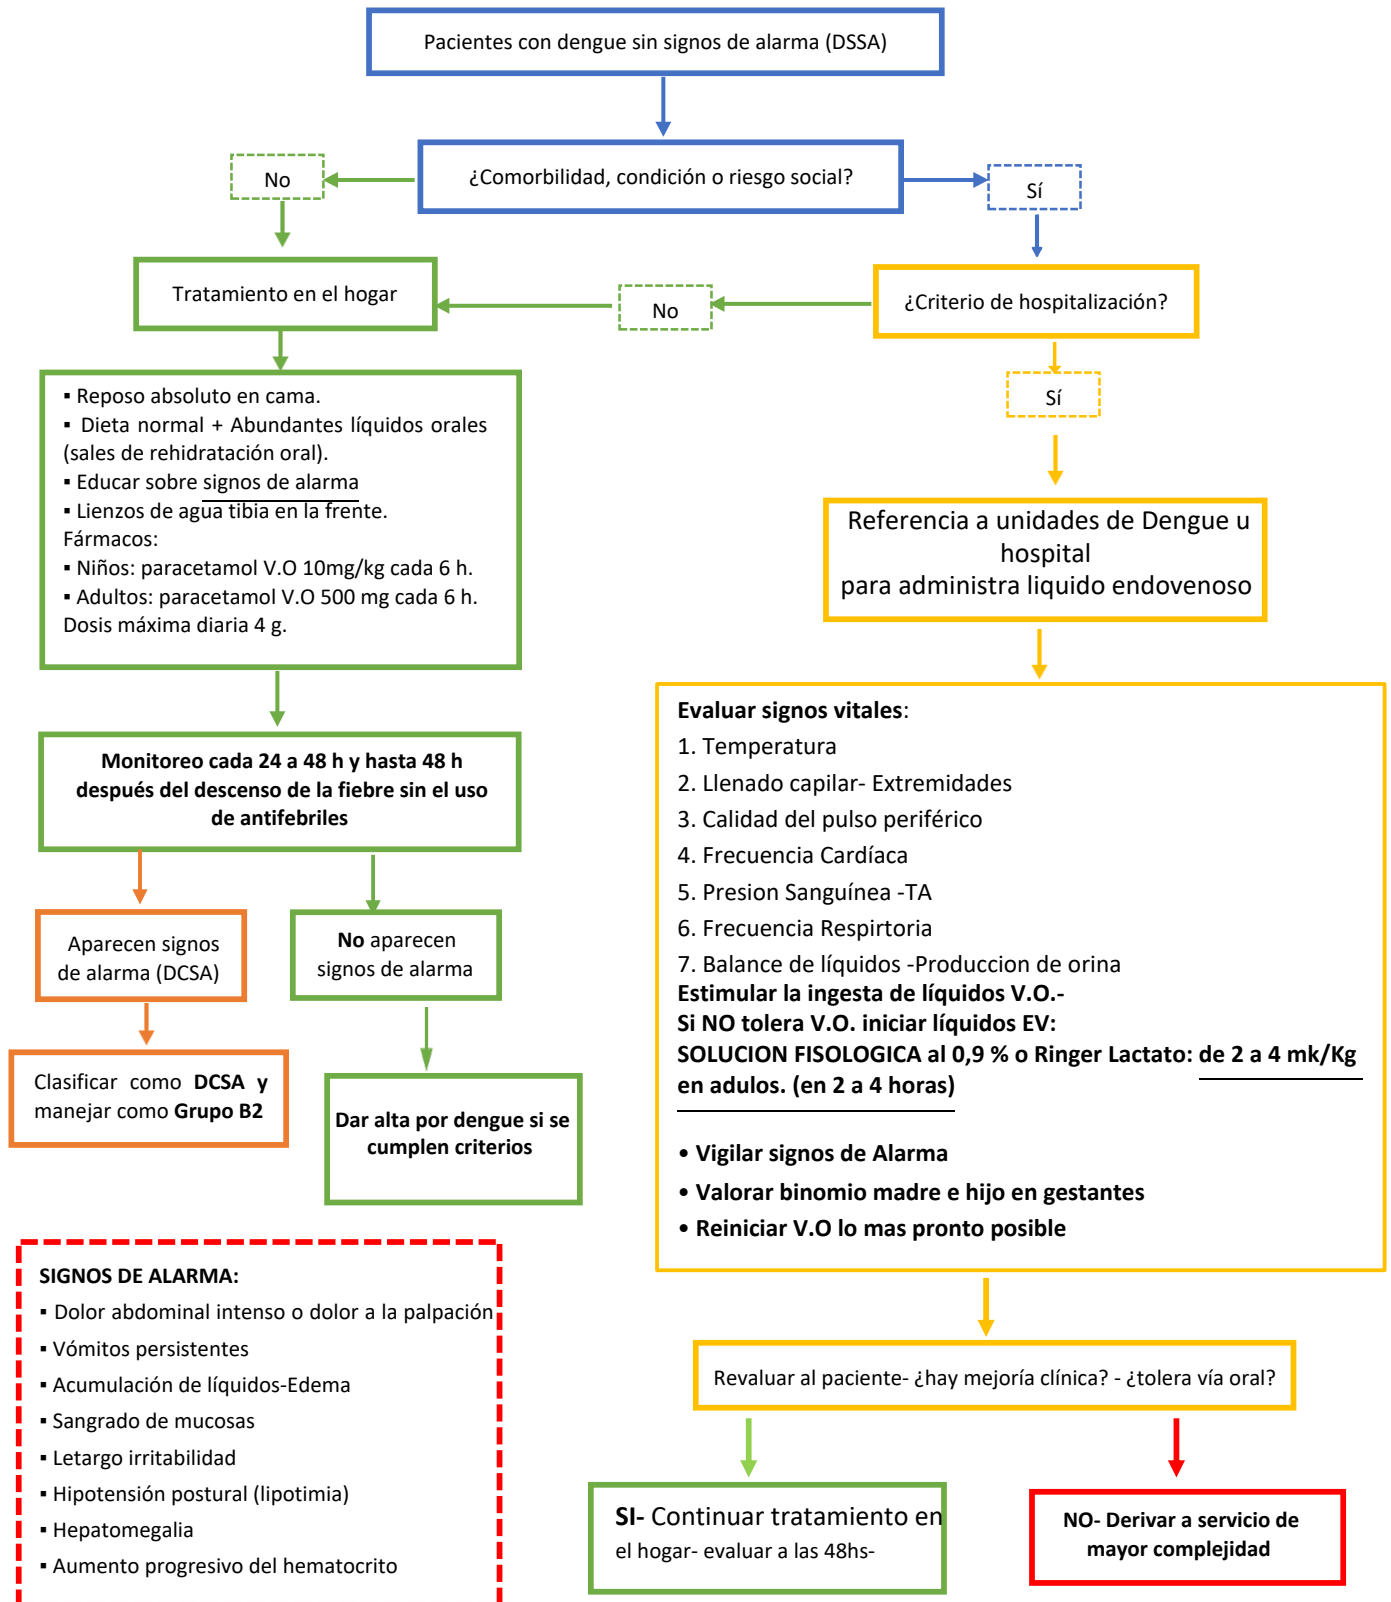 Pacientes con dengue sin signos de alarma (DSSA)
¿Comorbilidad, condición o riesgo social?
No
Sí
Tratamiento en el hogar
No
¿Criterio de hospitalización?
Sí
▪ Reposo absoluto en cama.
▪ Dieta normal + Abundantes líquidos orales
(sales de rehidratación oral).
▪ Educar sobre signos de alarma
▪ Lienzos de agua tibia en la frente.
Fármacos:
▪ Niños: paracetamol V.O 10mg/kg cada 6 h.
▪ Adultos: paracetamol V.O 500 mg cada 6 h.
Dosis máxima diaria 4 g.
Referencia a unidades de Dengue u
hospital
para administra liquido endovenoso
Monitoreo cada 24 a 48 h y hasta 48 h
después del descenso de la fiebre sin el uso
de antifebriles
Aparecen signos
de alarma (DCSA)
No aparecen
signos de alarma
Clasificar como DCSA y
manejar como Grupo B2
Dar alta por dengue si se
cumplen criterios
Evaluar signos vitales:
1. Temperatura
2. Llenado capilar- Extremidades
3. Calidad del pulso periférico
4. Frecuencia Cardíaca
5. Presion Sanguínea -TA
6. Frecuencia Respirtoria
7. Balance de líquidos -Produccion de orina
Estimular la ingesta de líquidos V.O.-
Si NO tolera V.O. iniciar líquidos EV:
SOLUCION FISOLOGICA al 0,9 % o Ringer Lactato: de 2 a 4 mk/Kg
en adulos. (en 2 a 4 horas)
• Vigilar signos de Alarma
• Valorar binomio madre e hijo en gestantes
• Reiniciar V.O lo mas pronto posible
SIGNOS DE ALARMA:
▪ Dolor abdominal intenso o dolor a la palpación
▪ Vómitos persistentes
▪ Acumulación de líquidos-Edema
▪ Sangrado de mucosas
▪ Letargo irritabilidad
▪ Hipotensión postural (lipotimia)
▪ Hepatomegalia
▪ Aumento progresivo del hematocrito
Revaluar al paciente- ¿hay mejoría clínica? - ¿tolera vía oral?
SI- Continuar tratamiento en
el hogar- evaluar a las 48hs-
NO- Derivar a servicio de
mayor complejidad